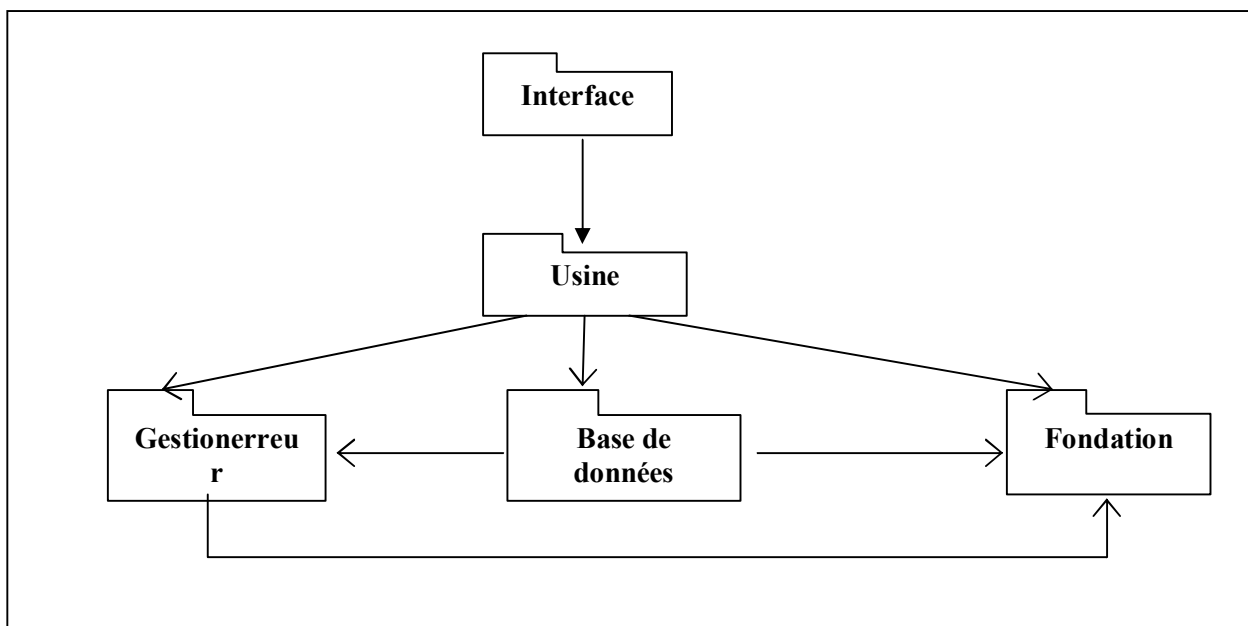 Interface
Usine
Gestionerreu
r
Base de
données
Fondation